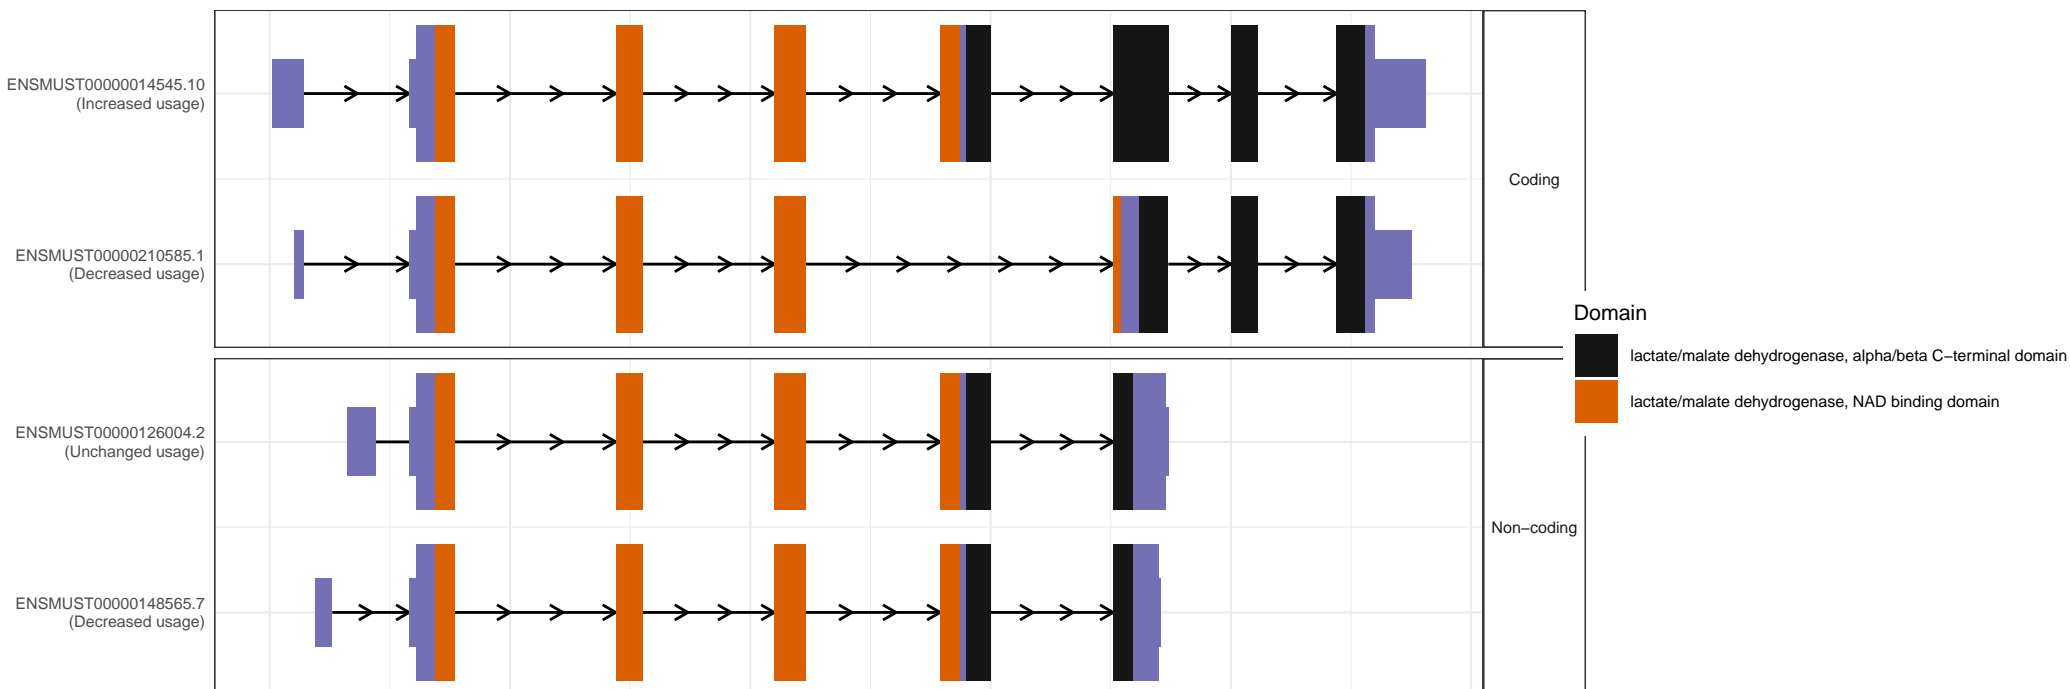 ENSMUST00000014545.10
(Increased usage)
ENSMUST00000210585.1
(Decreased usage)
Coding
ENSMUST00000126004.2
(Unchanged usage)
ENSMUST00000148565.7
(Decreased usage)
Non−coding
Domain
lactate/malate dehydrogenase, alpha/beta C−terminal domain
lactate/malate dehydrogenase, NAD binding domain